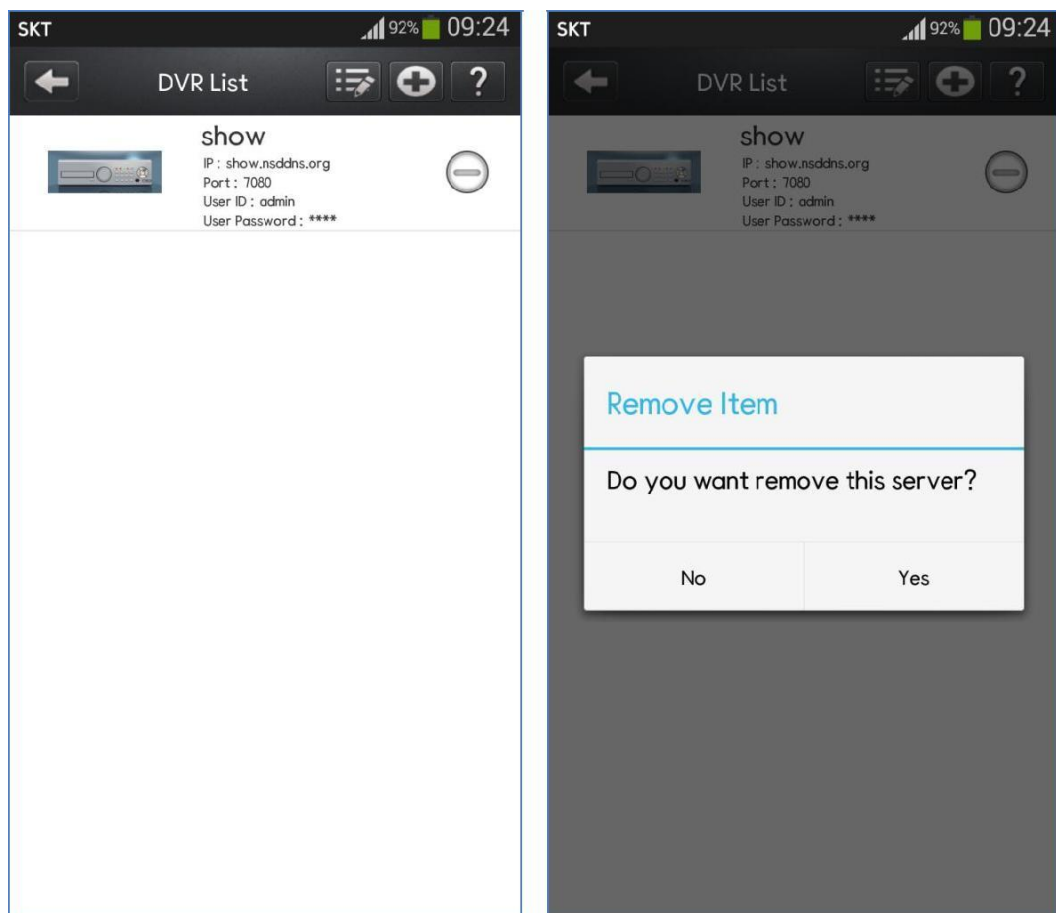 SKT 92% 09:24
DVR List ?
show
IP : show.nsddns.org
Port : 7080
User ID : admin
User Password : ****
SKT 92% 09:24
DVR List ?
show
IP : show.nsddns.org
Port : 7080
User ID : admin
User Password : ****
Remove Item
Do you want remove this server?
No Yes